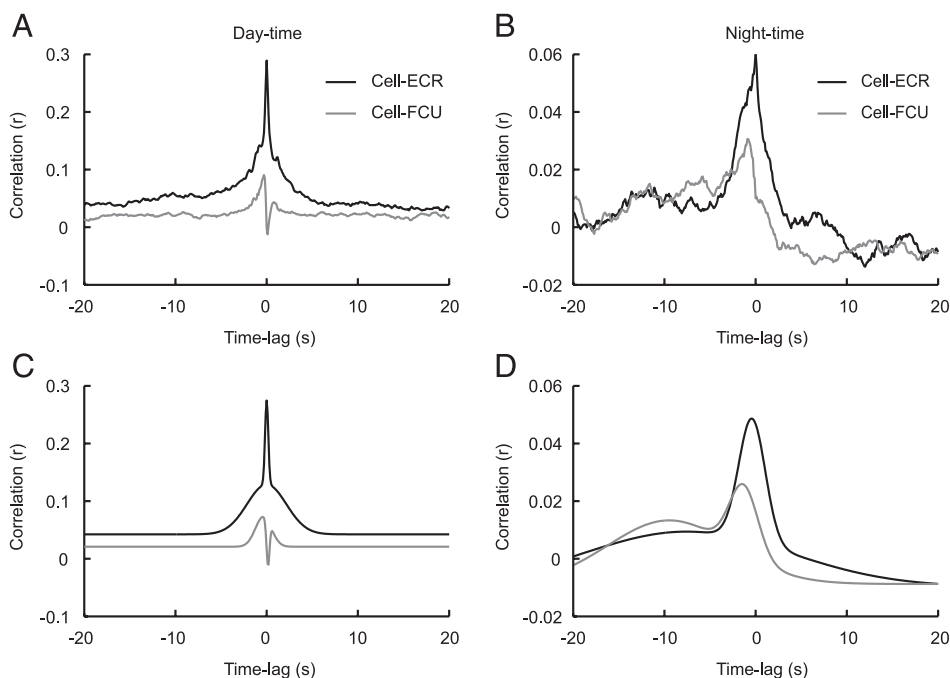 A
Day-time
0.3
0.2
0.1
0
-0.1
Correlation (r)
Cell-ECR
Cell-FCU
-20
-10
0
10
20
Time-lag (s)
B
Night-time
0.06
0.04
0.02
0
-0.02
Correlation (r)
Cell-ECR
Cell-FCU
-20
-10
0
10
20
Time-lag (s)
C
0.3
0.2
0.1
0
-0.1
Correlation (r)
-20
-10
0
10
20
Time-lag (s)
D
0.06
0.04
0.02
0
-0.02
Correlation (r)
-20
-10
0
10
20
Time-lag (s)